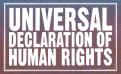 UNIVERSAL
DECLARATION OF
HUMAN RIGHTS